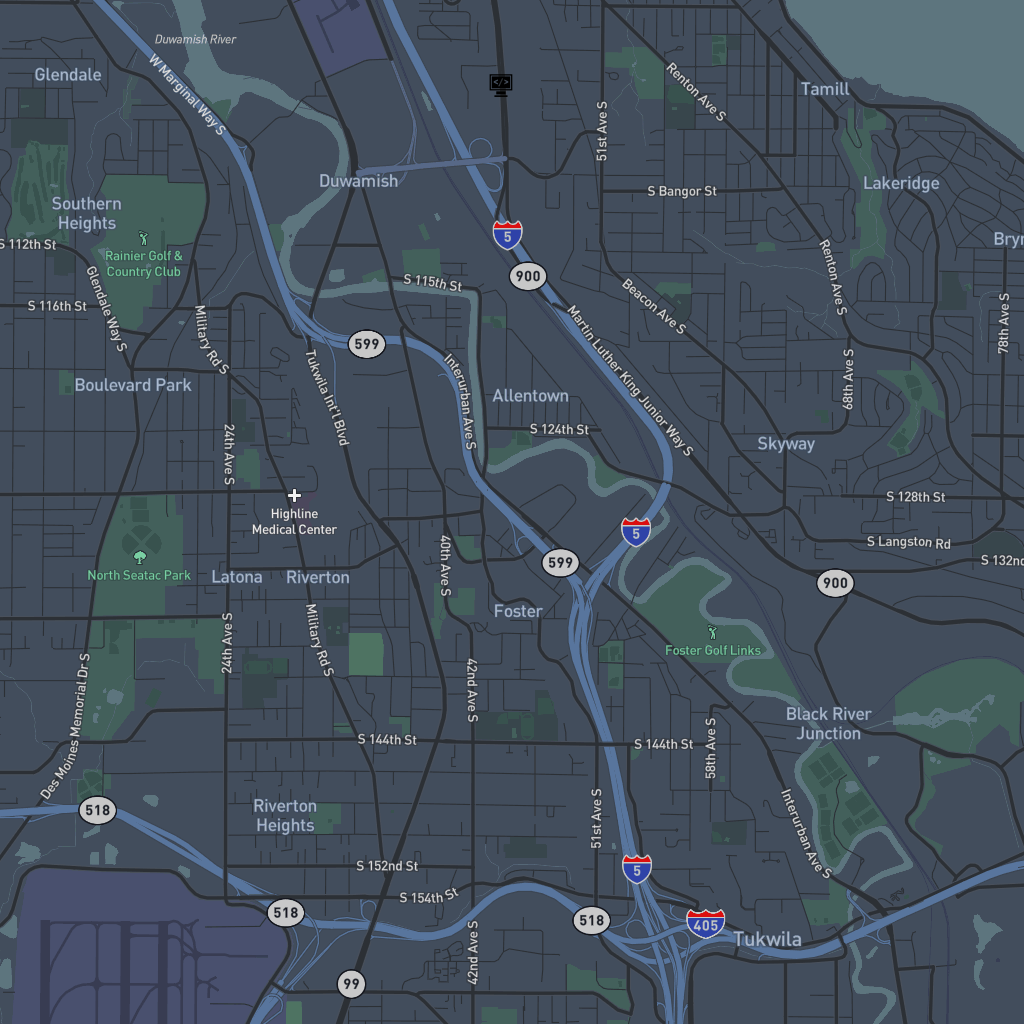 Duwamish River
Glendale
W Marginal Way S
</>
Renton Ave S
Tamill
51st Ave S
Duwamish
S Bangor St
Lakeridge
Southern
Heights
S 112th St
Rainier Golf &
Country Club
5
Bryn
900
S 115th St
Renton Ave S
Glendale Way S
S 116th St
Military Rd S
Beacon Ave S
78th Ave S
599
Martin Luther King Junior Way S
Tukwila Int'l Blvd
Interurban Ave S
68th Ave S
Boulevard Park
Allentown
24th Ave S
S 124th St
Skyway
S 128th St
Highline
Medical Center
5
S Langston Rd
S 132nd
40th Ave S
599
900
North Seatac Park
Latona
Riverton
Foster
Military Rd S
24th Ave S
Foster Golf Links
Des Moines Memorial Dr S
42nd Ave S
Black River
Junction
S 144th St
S 144th St
58th Ave S
518
Riverton
Heights
51st Ave S
Interurban Ave S
S 152nd St
5
S 154th St
518
518
405
Tukwila
42nd Ave S
99